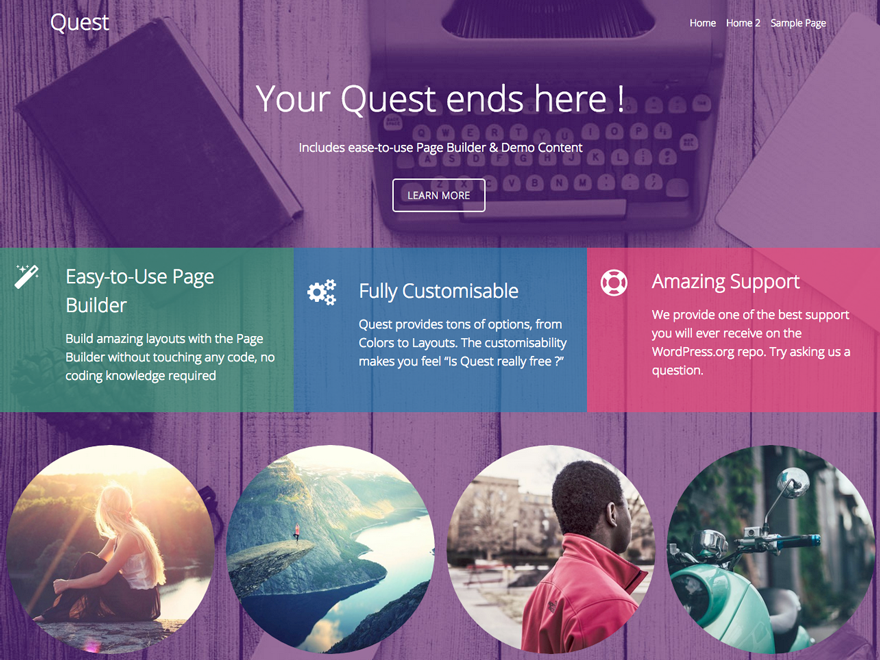 Quest
Home Home 2 Sample Page
Your Quest ends here !
Includes ease-to-use Page Builder & Demo Content
LEARN MORE
Easy-to-Use Page
Builder
Build amazing layouts with the Page
Builder without touching any code, no
coding knowledge required
Fully Customisable
Quest provides tons of options, from
Colors to Layouts. The customisability
makes you feel “Is Quest really free ?”
Amazing Support
We provide one of the best support
you will ever receive on the
WordPress.org repo. Try asking us a
question.